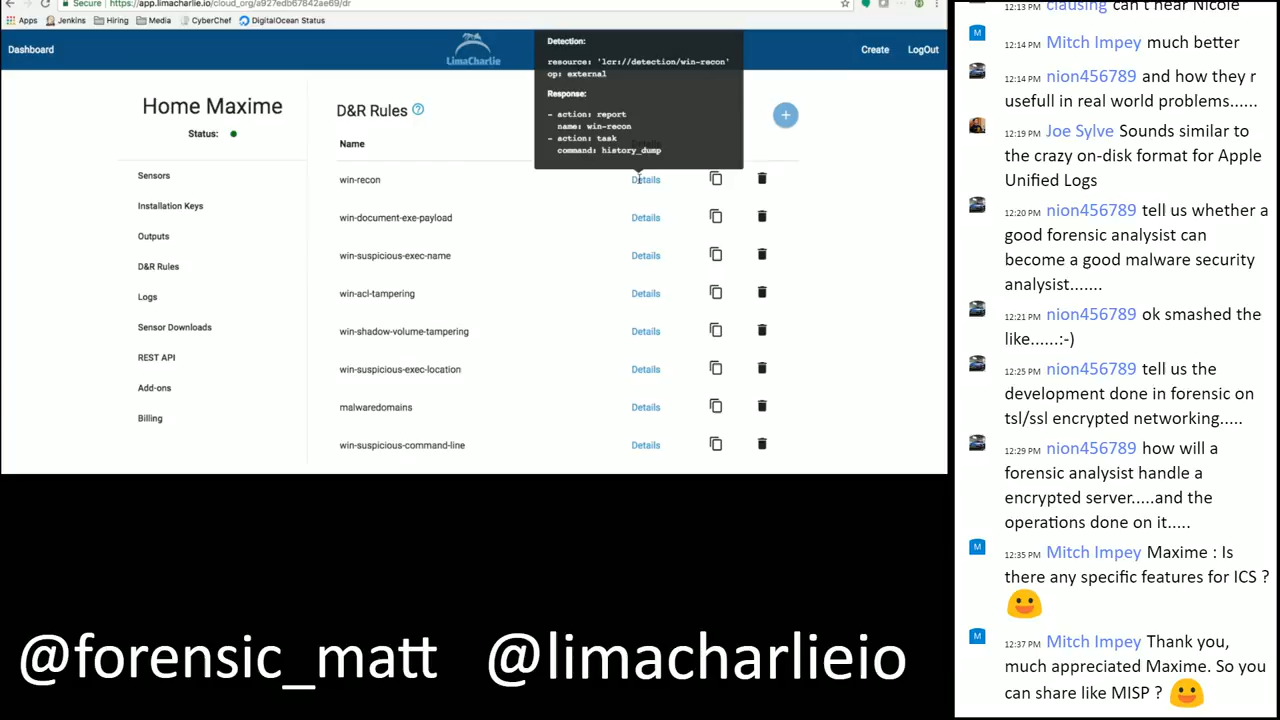 Secure https://app.limacharlie.io/cloud_org/a927edb67842ae69/dr
Apps Jenkins Hiring Media CyberChef DigitalOcean Status
Dashboard
LimaCharlie
Create LogOut
Home Maxime
Status:
Sensors
Installation Keys
Outputs
D&R Rules
Logs
Sensor Downloads
REST API
Add-ons
Billing
D&R Rules ?
+
Name
Detection:
resource: 'lcr://detection/win-recon'
op: external
Response:
- action: report
name: win-recon
- action: task
command: history_dump
win-recon Details
win-document-exe-payload Details
win-suspicious-exec-name Details
win-acl-tampering Details
win-shadow-volume-tampering Details
win-suspicious-exec-location Details
malwaredomains Details
win-suspicious-command-line Details
@forensic_matt @limacharlieio
12:13 PM clausing can't hear Nicole
M
12:14 PM Mitch Impey much better
12:14 PM nion456789 and how they r
usefull in real world problems......
12:19 PM Joe Sylve Sounds similar to
the crazy on-disk format for Apple
Unified Logs
12:20 PM nion456789 tell us whether a
good forensic analyst can
become a good malware security
analyst.......
12:21 PM nion456789 ok smashed the
like......:-)
12:25 PM nion456789 tell us the
development done in forensic on
tsl/ssl encrypted networking.....
12:29 PM nion456789 how will a
forensic analyst handle a
encrypted server.....and the
operations done on it.....
M
12:35 PM Mitch Impey Maxime : Is
there any specific features for ICS ?
M
12:37 PM Mitch Impey Thank you,
much appreciated Maxime. So you
can share like MISP ?